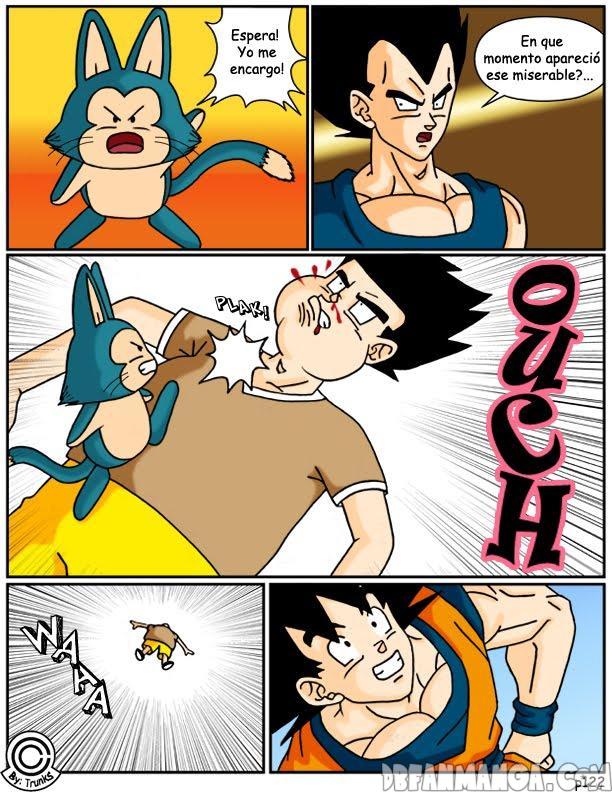 Espera!
Yo me
encargo!
En que
momento apareció
ese miserable?...
PLAK!
OUCH
WAAA
By: Trunks
DBFANMANGA.COM
p122